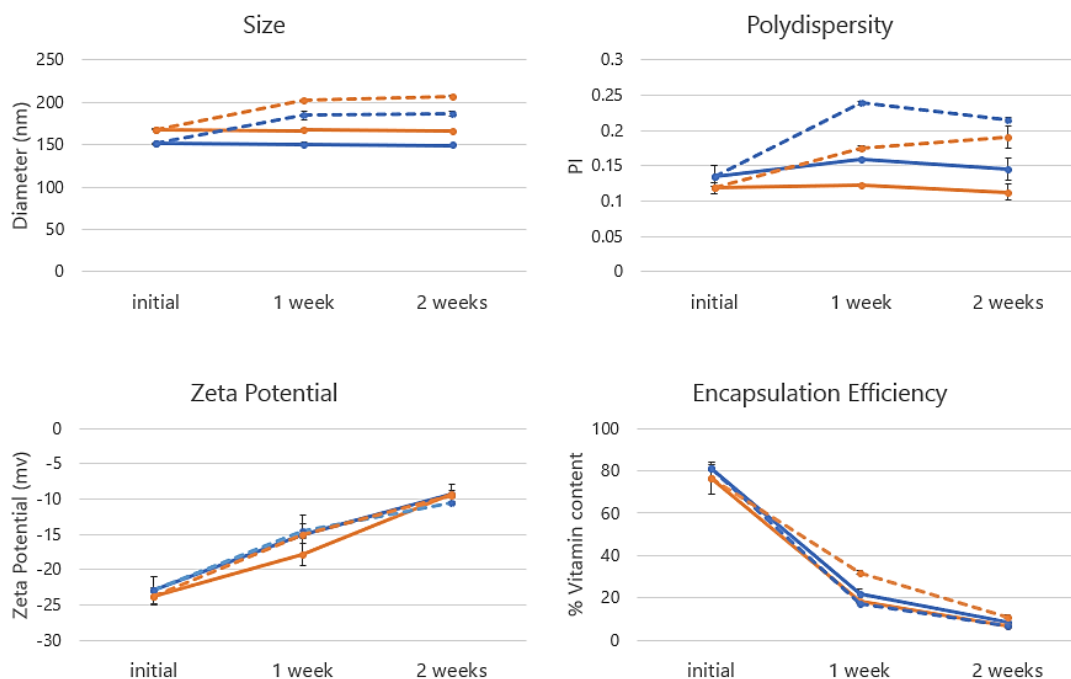 Size
Diameter (nm)
250
200
150
100
50
0
initial 1 week 2 weeks
Polydispersity
PI
0.3
0.25
0.2
0.15
0.1
0.05
0
initial 1 week 2 weeks
Zeta Potential
Zeta Potential (mv)
0
-5
-10
-15
-20
-25
-30
initial 1 week 2 weeks
Encapsulation Efficiency
% Vitamin content
100
80
60
40
20
0
initial 1 week 2 weeks